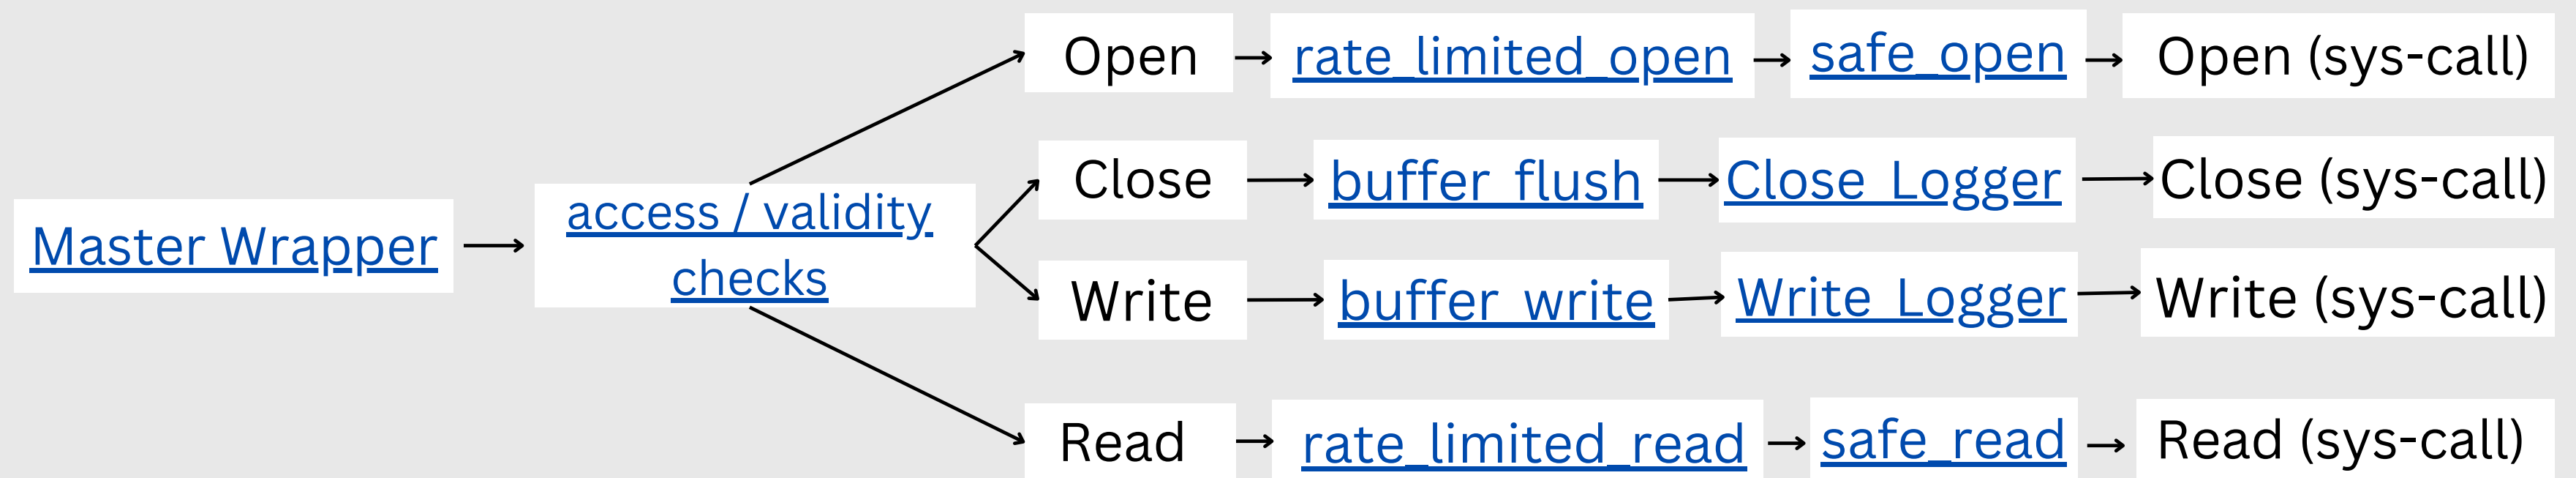 Master Wrapper
access / validity
checks
Open
rate_limited_open
safe_open
Open (sys-call)
Close
buffer_flush
Close_Logger
Close (sys-call)
Write
buffer_write
Write_Logger
Write (sys-call)
Read
rate_limited_read
safe_read
Read (sys-call)